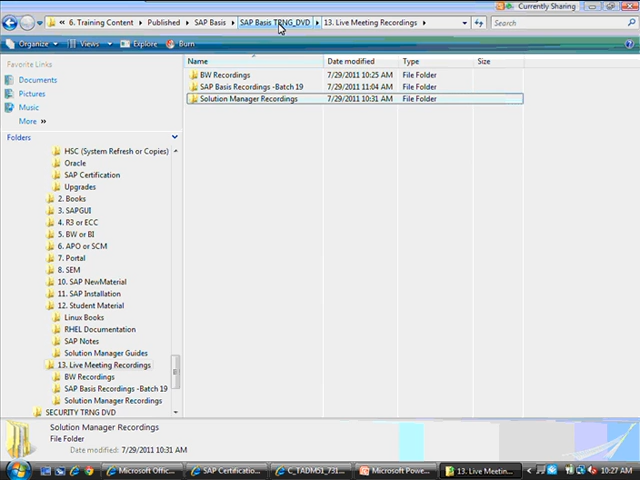 Currently Sharing
6. Training Content ▸ Published ▸ SAP Basis ▸ SAP Basis TRNG_DVD ▸ 13. Live Meeting Recordings
Search
Organize Views Explore Burn
Favorite Links
Documents
Pictures
Music
More »
Folders
HSC (System Refresh or Copies)
Oracle
SAP Certification
Upgrades
2. Books
3. SAPGUI
4. R3 or ECC
5. BW or BI
6. APO or SCM
7. Portal
8. SEM
10. SAP NewMaterial
11. SAP Installation
12. Student Material
Linux Books
RHEL Documentation
SAP Notes
Solution Manager Guides
13. Live Meeting Recordings
BW Recordings
SAP Basis Recordings -Batch 19
Solution Manager Recordings
SECURITY TRNG DVD
Name Date modified Type Size
BW Recordings 7/29/2011 10:25 AM File Folder
SAP Basis Recordings -Batch 19 7/29/2011 11:04 AM File Folder
Solution Manager Recordings 7/29/2011 10:31 AM File Folder
Solution Manager Recordings
File Folder
Date modified: 7/29/2011 10:31 AM
Start Microsoft Offic... SAP Certificatio... C_TADM51_731... Microsoft Pow... 13. Live Meetin... 10:27 AM